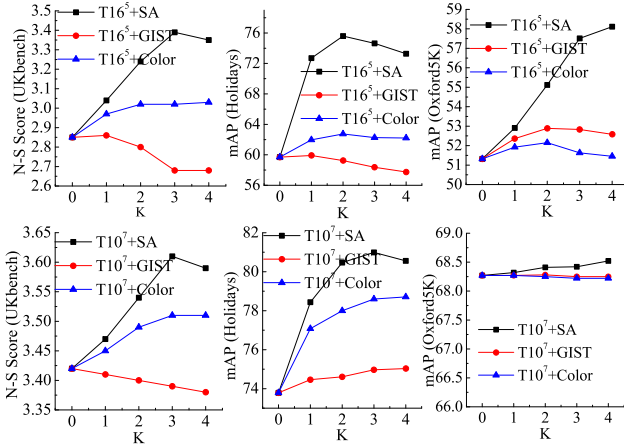 3.5
3.4
3.3
3.2
3.1
3.0
2.9
2.8
2.7
2.6
N-S Score (UKbench)
T16⁵+SA
T16⁵+GIST
T16⁵+Color
0 1 2 3 4
K
76
72
68
64
60
56
mAP (Holidays)
T16⁵+SA
T16⁵+GIST
T16⁵+Color
0 1 2 3 4
K
58
57
56
55
54
53
52
51
50
mAP (Oxford5K)
T16⁵+SA
T16⁵+GIST
T16⁵+Color
0 1 2 3 4
K
3.65
3.60
3.55
3.50
3.45
3.40
3.35
N-S Score (UKbench)
T10⁷+SA
T10⁷+GIST
T10⁷+Color
0 1 2 3 4
K
82
80
78
76
74
mAP (Holidays)
T10⁷+SA
T10⁷+GIST
T10⁷+Color
0 1 2 3 4
K
69.0
68.5
68.0
67.5
67.0
66.5
66.0
mAP (Oxford5K)
T10⁷+SA
T10⁷+GIST
T10⁷+Color
0 1 2 3 4
K